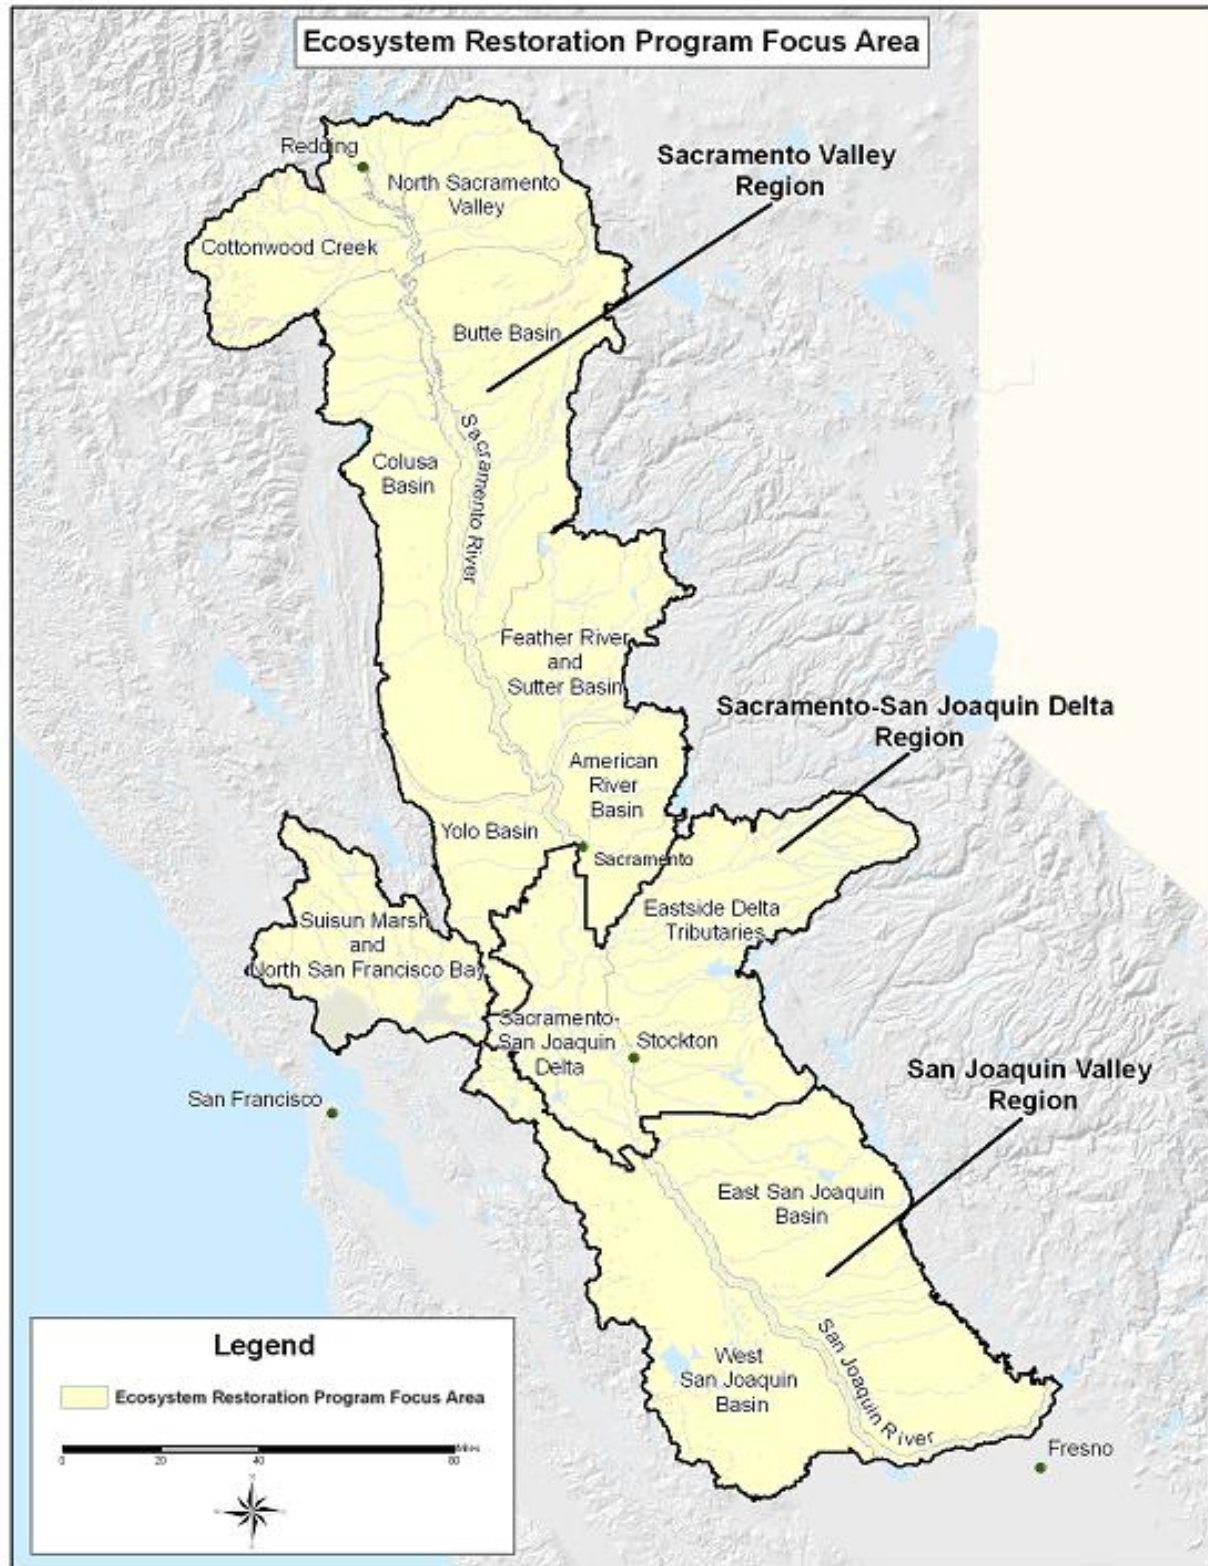 Ecosystem Restoration Program Focus Area
Redding
Sacramento Valley
Region
North Sacramento
Valley
Cottonwood Creek
Butte Basin
Sacramento River
Colusa
Basin
Feather River
and
Sutter Basin
Sacramento-San Joaquin Delta
Region
American
River
Basin
Yolo Basin
Sacramento
Eastside Delta
Tributaries
Suisun Marsh
and
North San Francisco Bay
Sacramento-
San Joaquin
Delta
Stockton
San Joaquin Valley
Region
San Francisco
East San Joaquin
Basin
San Joaquin River
West
San Joaquin
Basin
Fresno
Legend
Ecosystem Restoration Program Focus Area
Miles
0 20 40 80